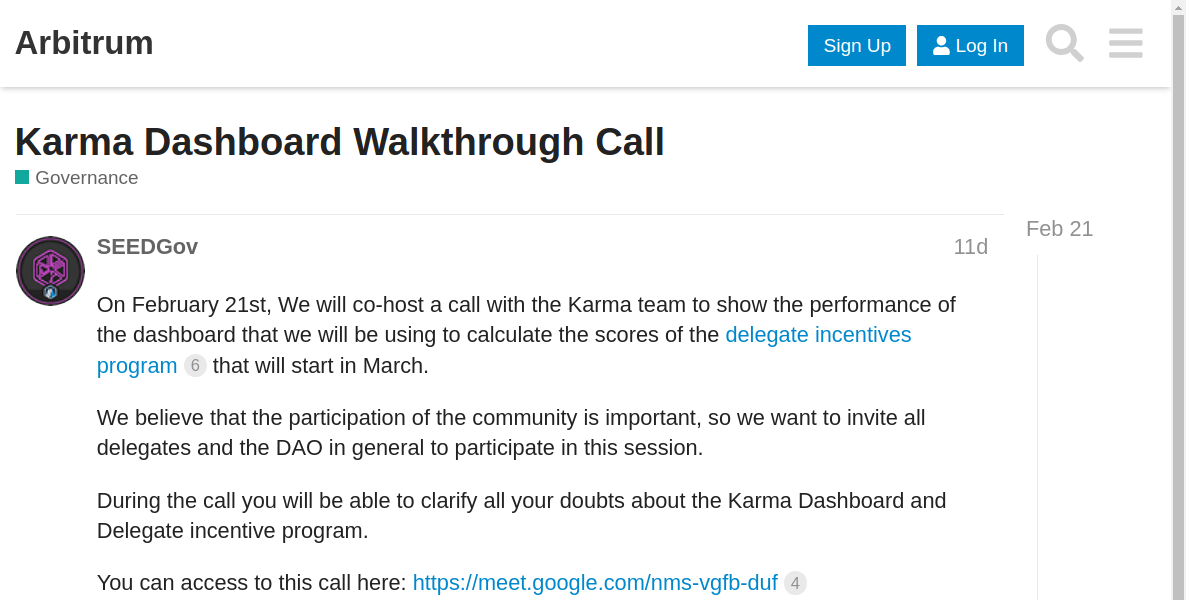 Arbitrum
Sign Up
Log In
Karma Dashboard Walkthrough Call
Governance
SEEDGov
11d
Feb 21
On February 21st, We will co-host a call with the Karma team to show the performance of
the dashboard that we will be using to calculate the scores of the delegate incentives
program 6 that will start in March.
We believe that the participation of the community is important, so we want to invite all
delegates and the DAO in general to participate in this session.
During the call you will be able to clarify all your doubts about the Karma Dashboard and
Delegate incentive program.
You can access to this call here: https://meet.google.com/nms-vgfb-duf 4